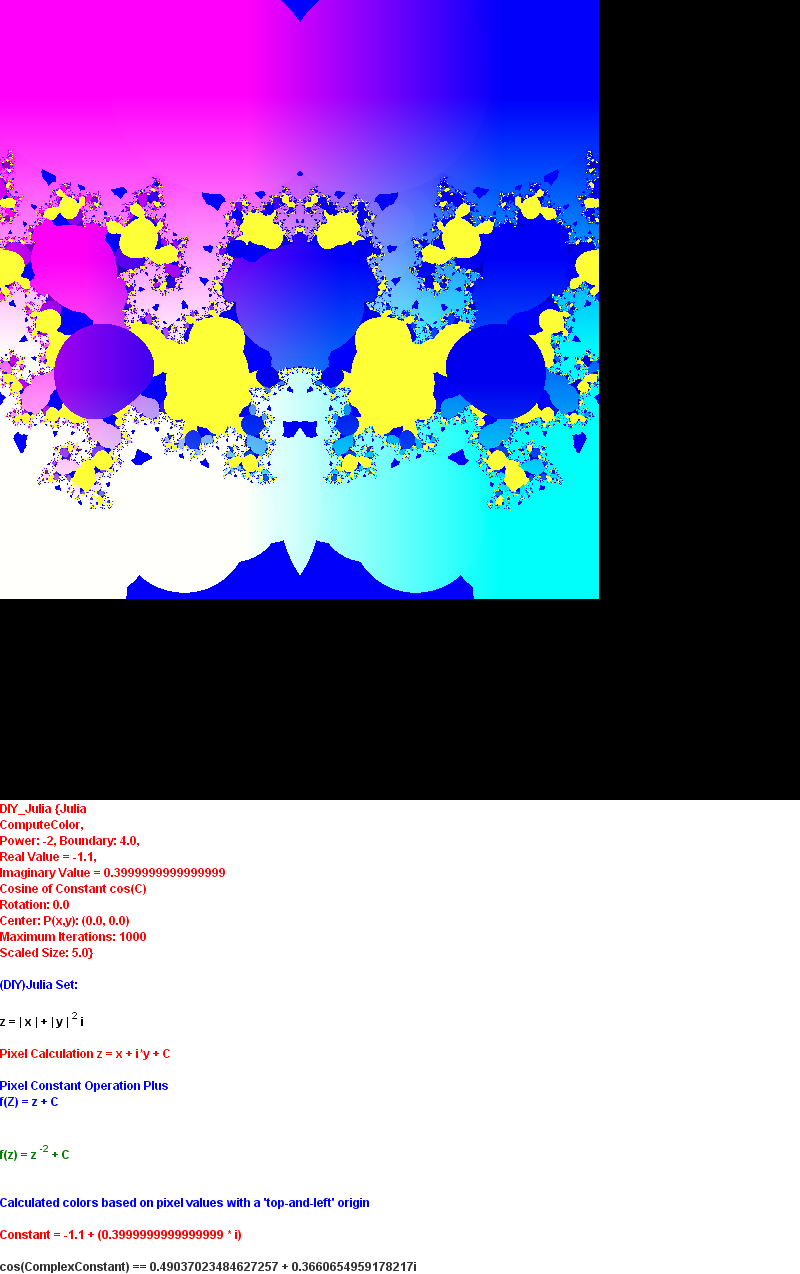 DIY_Julia {Julia
ComputeColor,
Power: -2, Boundary: 4.0,
Real Value = -1.1,
Imaginary Value = 0.3999999999999999
Cosine of Constant cos(C)
Rotation: 0.0
Center: P(x,y): (0.0, 0.0)
Maximum Iterations: 1000
Scaled Size: 5.0}
(DIY)Julia Set:
z = | x | + | y | ² i
Pixel Calculation z = x + i*y + C
Pixel Constant Operation Plus
f(Z) = z + C
f(z) = z ⁻² + C
Calculated colors based on pixel values with a 'top-and-left' origin
Constant = -1.1 + (0.3999999999999999 * i)
cos(ComplexConstant) == 0.49037023484627257 + 0.3660654959178217i